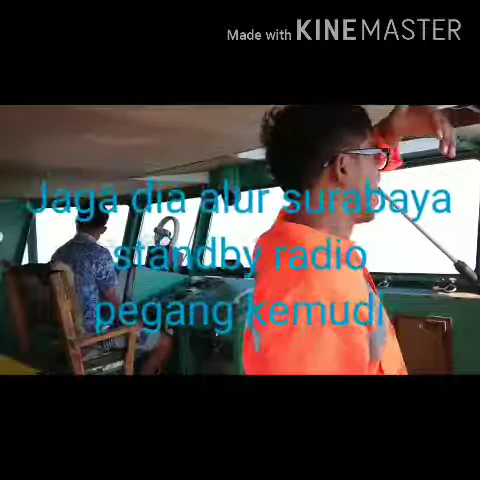 Made with KINEMASTER
Jaga dia alur surabaya
standby radio
pegang kemudi